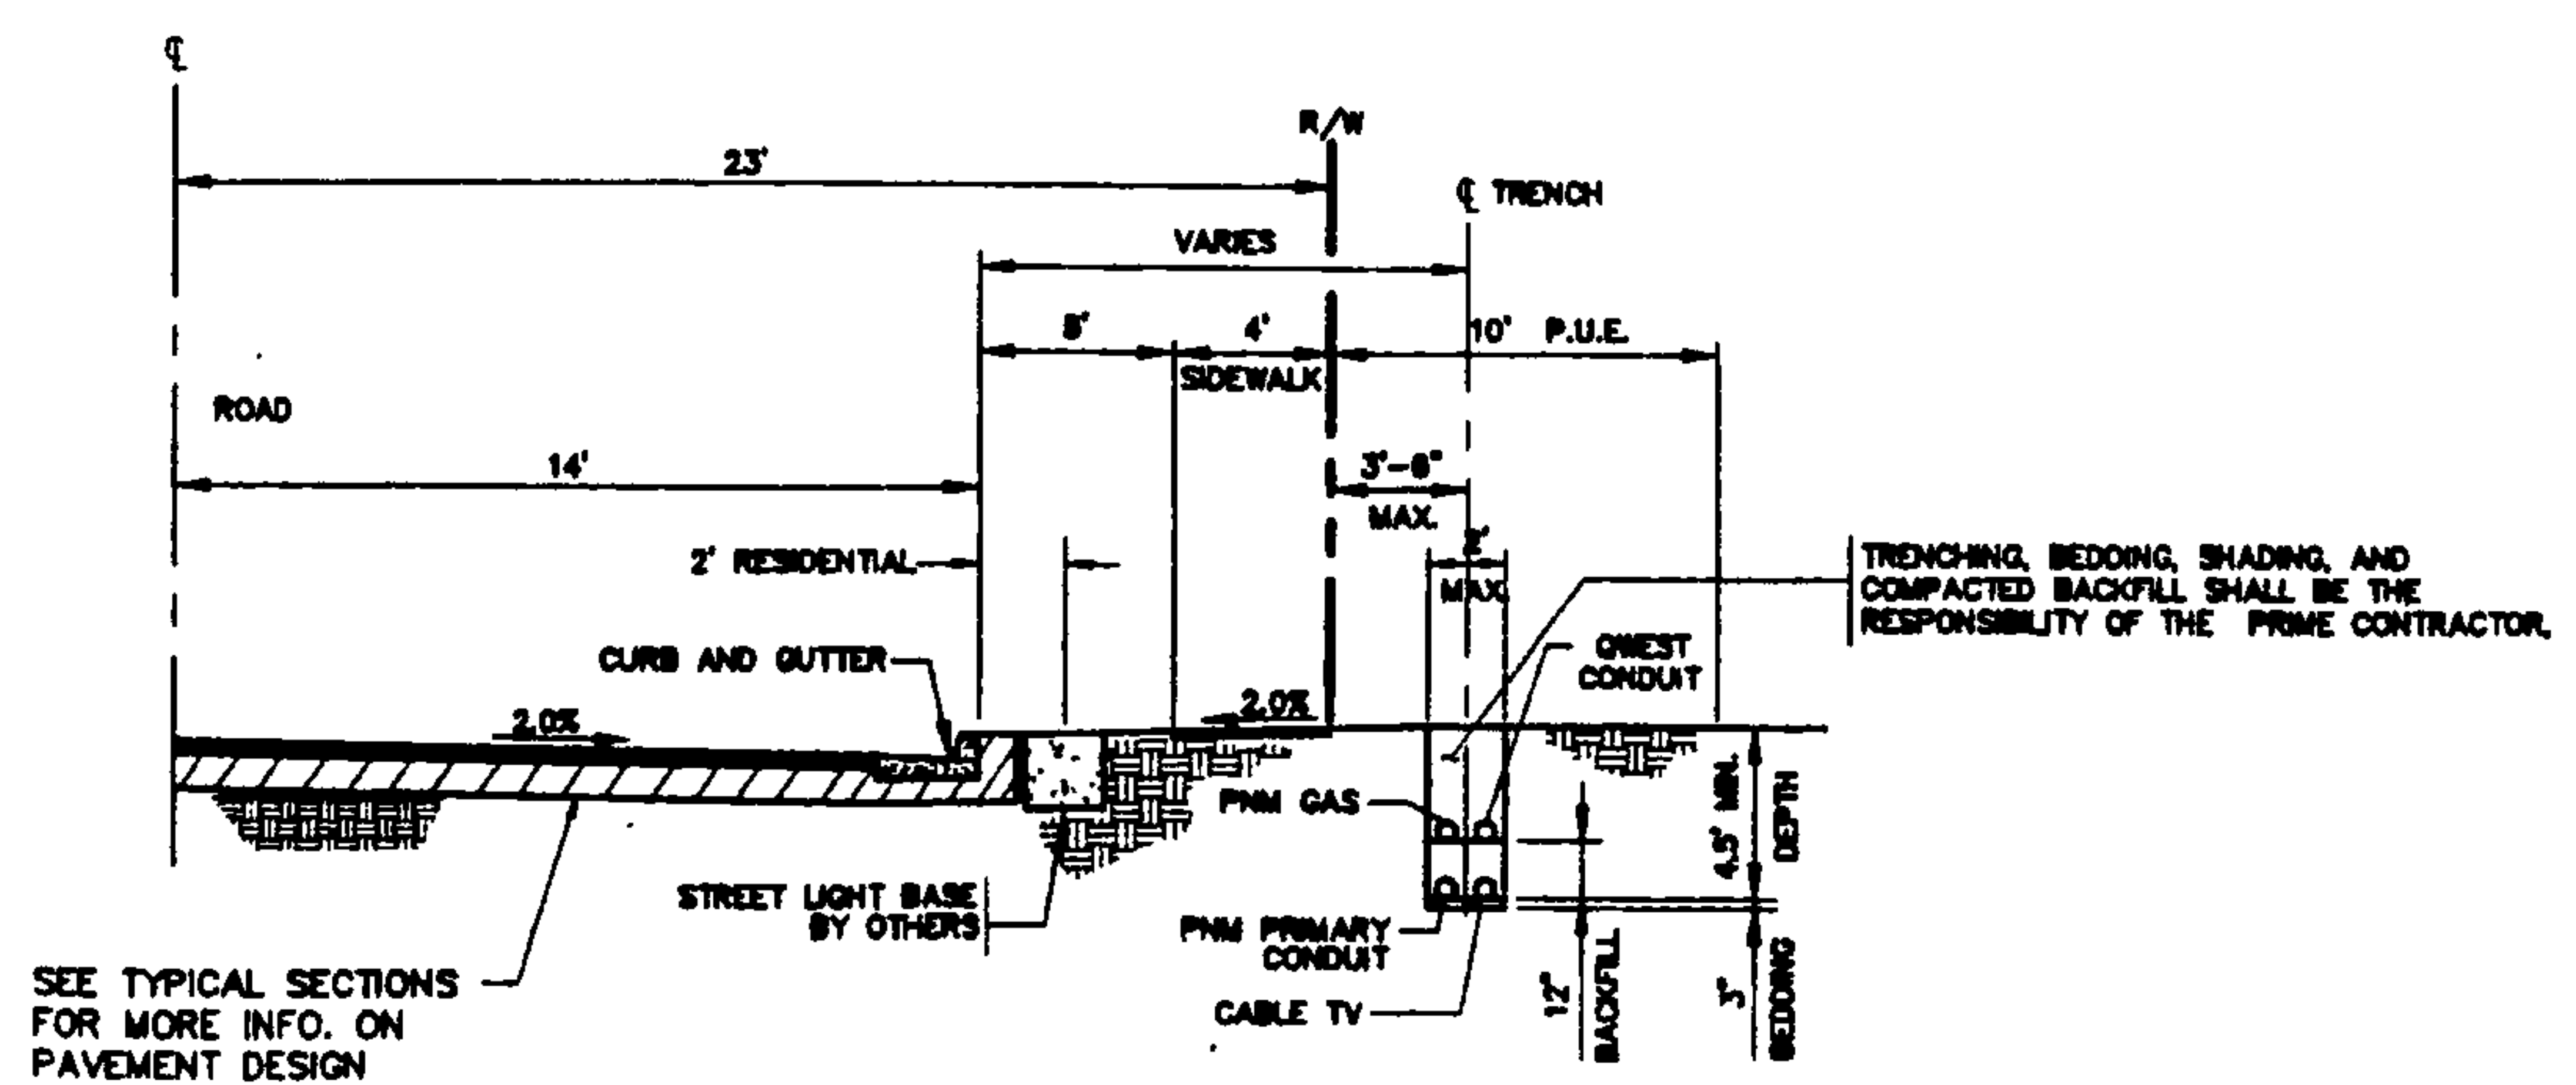 ℄
R/W
23'
℄ TRENCH
VARIES
5'
4'
10' P.U.E.
SIDEWALK
ROAD
14'
3'-6"
MAX.
2'
MAX.
2' RESIDENTIAL
TRENCHING, BEDDING, SHADING, AND
COMPACTED BACKFILL SHALL BE THE
RESPONSIBILITY OF THE PRIME CONTRACTOR.
QWEST
CONDUIT
CURB AND GUTTER
2.0%
2.0%
PNM GAS
4.5' MIN.
DEPTH
STREET LIGHT BASE
BY OTHERS
PNM PRIMARY
CONDUIT
CABLE TV
12"
BACKFILL
3"
BEDDING
SEE TYPICAL SECTIONS
FOR MORE INFO. ON
PAVEMENT DESIGN